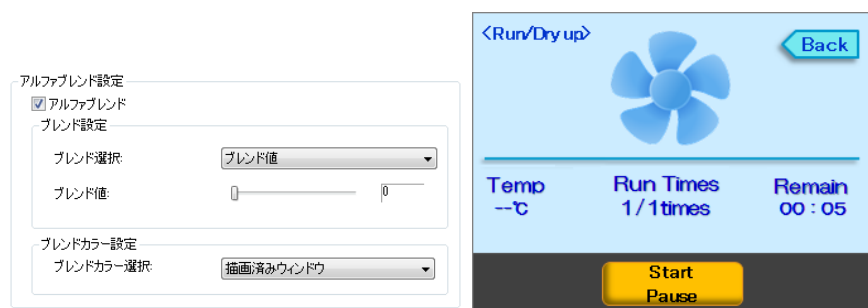 アルファブレンド設定
アルファブレンド
ブレンド設定
ブレンド選択:
ブレンド値
ブレンド値:
0
ブレンドカラー設定
ブレンドカラー選択:
描画済みウィンドウ
<Run/Dry up>
Back
Temp
--℃
Run Times
1/1times
Remain
00:05
Start
Pause